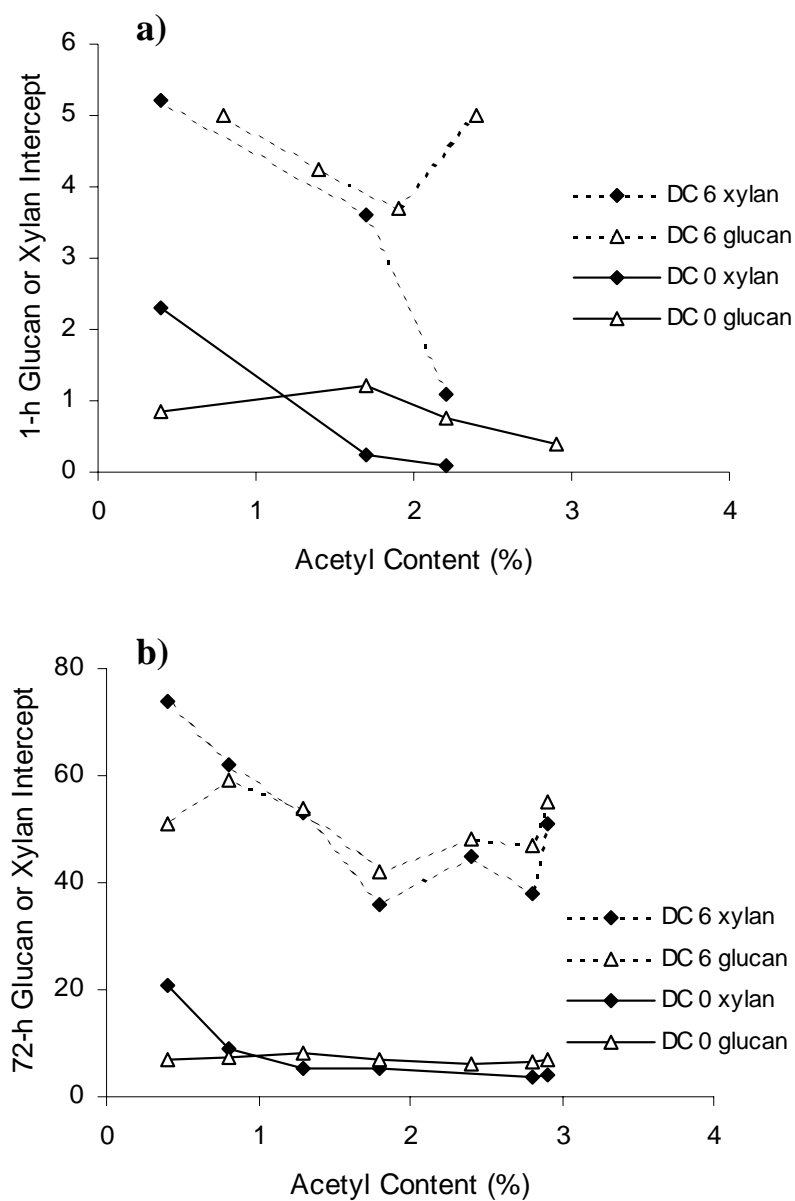 a)
1-h Glucan or Xylan Intercept
6
5
4
3
2
1
0
0 1 2 3 4
Acetyl Content (%)
DC 6 xylan
DC 6 glucan
DC 0 xylan
DC 0 glucan
b)
72-h Glucan or Xylan Intercept
80
60
40
20
0
0 1 2 3 4
Acetyl Content (%)
DC 6 xylan
DC 6 glucan
DC 0 xylan
DC 0 glucan